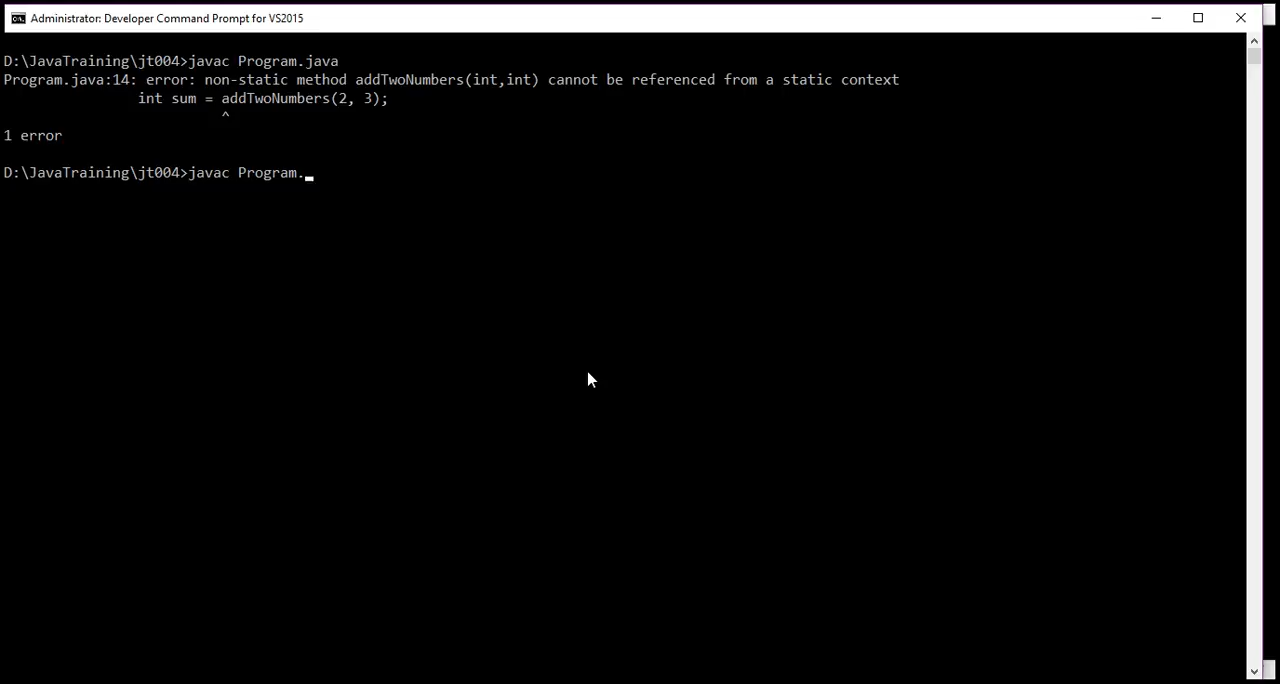 Administrator: Developer Command Prompt for VS2015
D:\JavaTraining\jt004>javac Program.java
Program.java:14: error: non-static method addTwoNumbers(int,int) cannot be referenced from a static context
                int sum = addTwoNumbers(2, 3);
                          ^
1 error
D:\JavaTraining\jt004>javac Program.